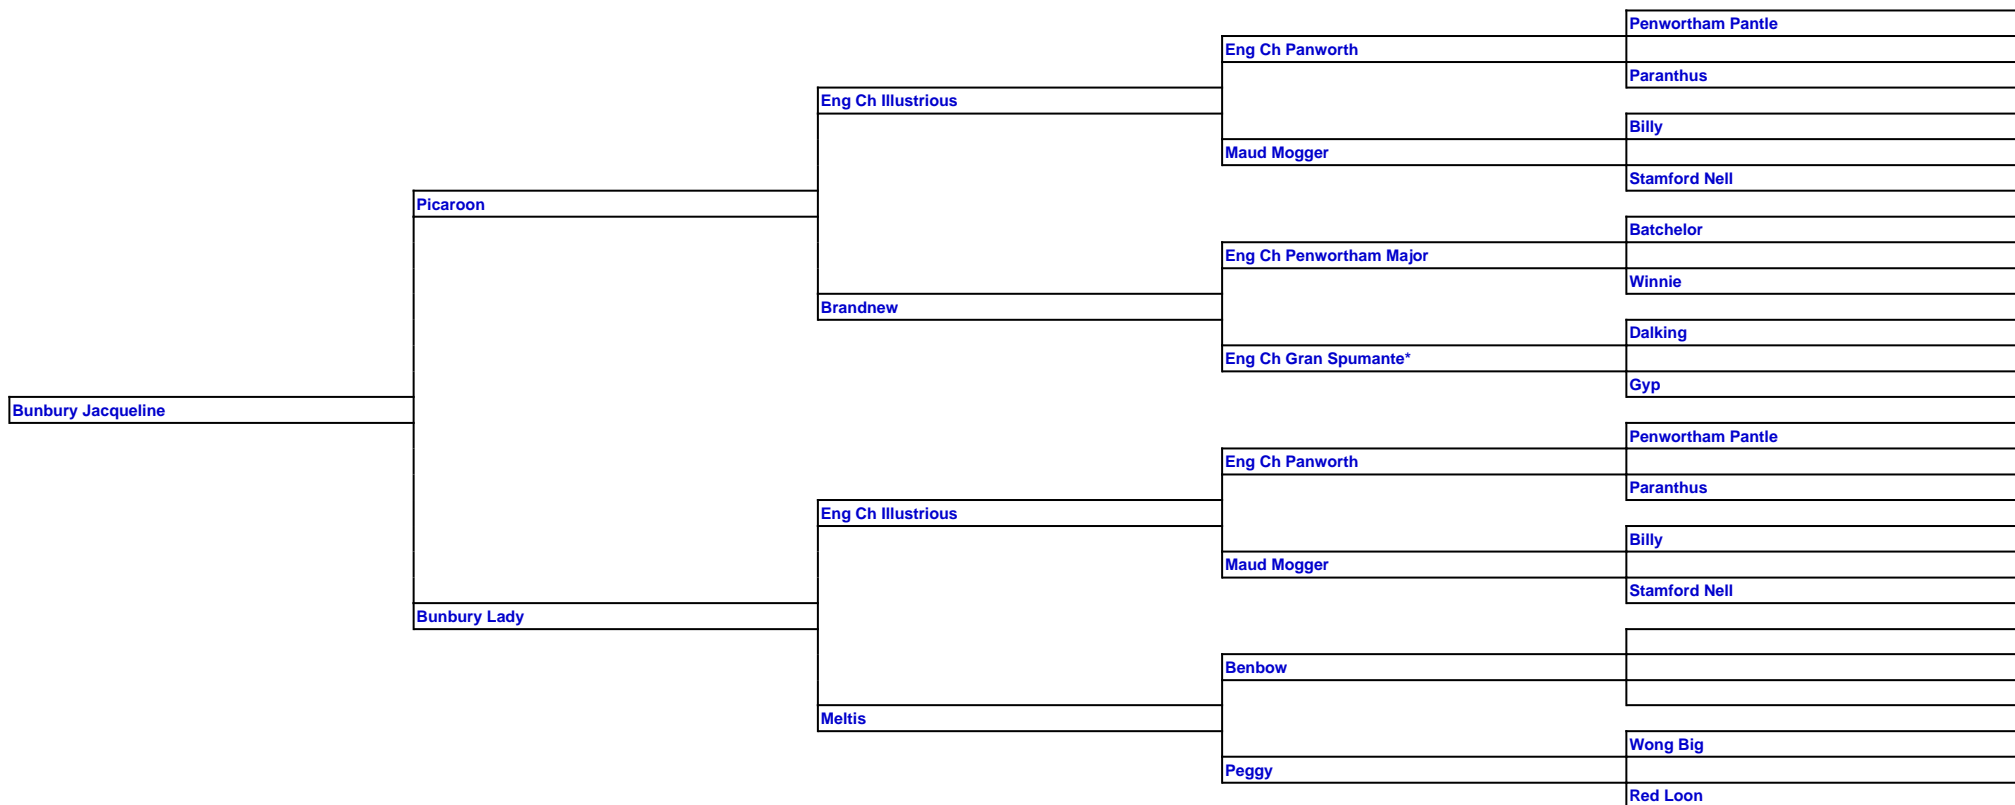 Penwortham Pantle
Eng Ch Panworth
Paranthus
Eng Ch Illustrious
Billy
Maud Mogger
Stamford Nell
Picaroon
Batchelor
Eng Ch Penwortham Major
Winnie
Brandnew
Dalking
Eng Ch Gran Spumante*
Gyp
Bunbury Jacqueline
Penwortham Pantle
Eng Ch Panworth
Paranthus
Eng Ch Illustrious
Billy
Maud Mogger
Stamford Nell
Bunbury Lady
Benbow
Meltis
Wong Big
Peggy
Red Loon